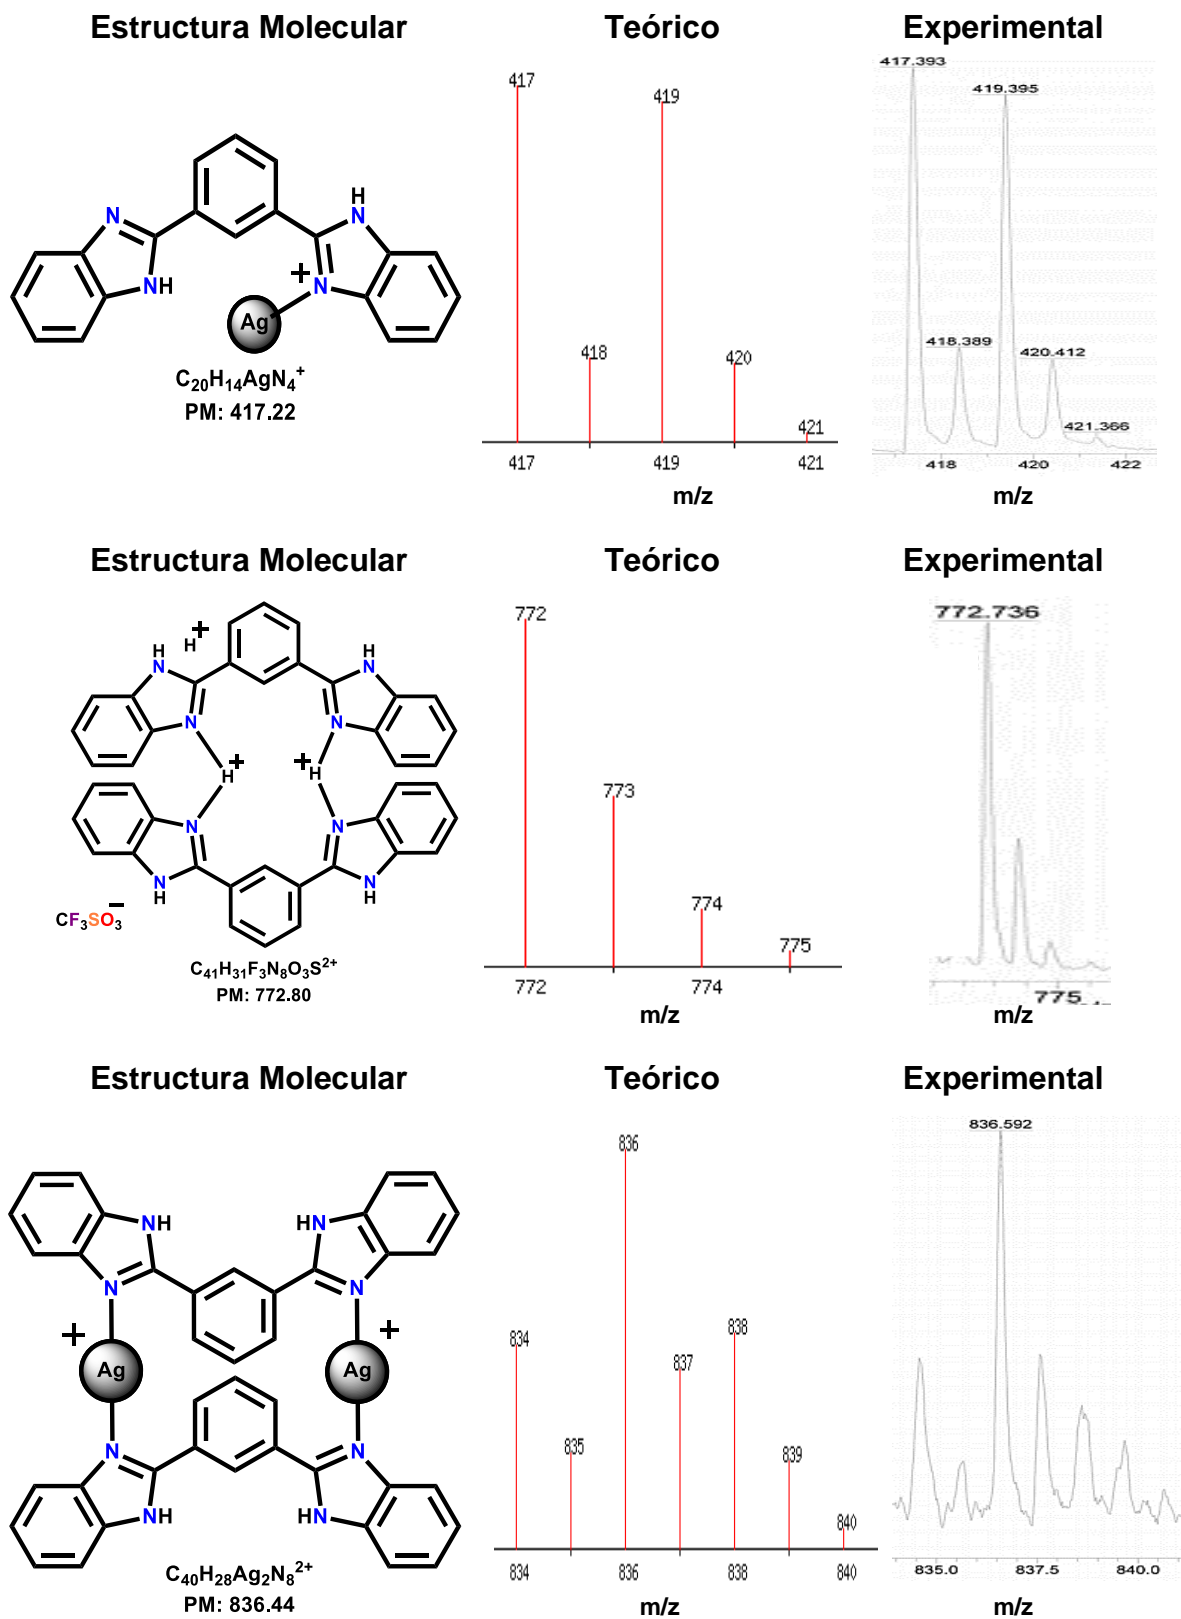 Estructura Molecular Teórico Experimental
417 419 418 420 421
417 419 421
m/z
417.393 419.395 418.389 420.412 421.366
418 420 422
m/z
N NH H N N + Ag
C₂₀H₁₄AgN₄⁺
PM: 417.22
Estructura Molecular Teórico Experimental
H N H + H N
N N
+ H + H
N N
N H N H
CF₃SO₃⁻
C₄₁H₃₁F₃N₈O₃S²⁺
PM: 772.80
772 773 774 775
772 774
m/z
772.736
775
m/z
Estructura Molecular Teórico Experimental
NH HN
N N
+ +
Ag Ag
N N
NH HN
C₄₀H₂₈Ag₂N₈²⁺
PM: 836.44
834 835 836 837 838 839 840
834 836 838 840
m/z
836.592
835.0 837.5 840.0
m/z